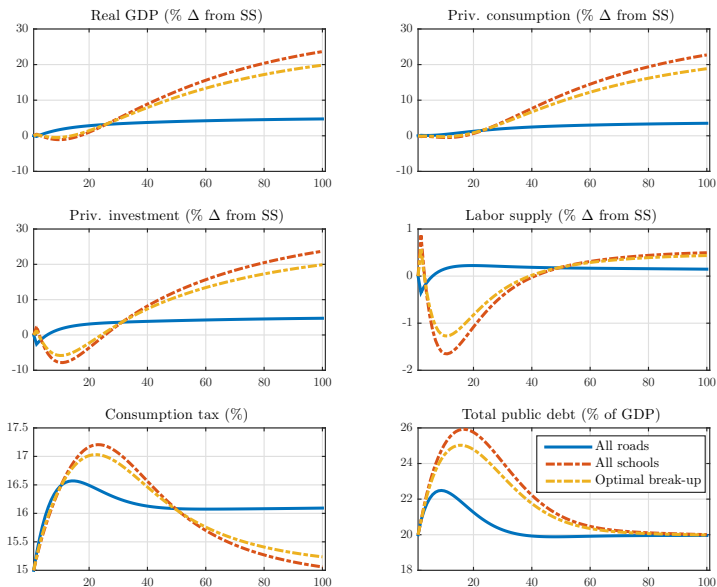 Real GDP (% Δ from SS)
30
20
10
0
-10
20 40 60 80 100
Priv. consumption (% Δ from SS)
30
20
10
0
-10
20 40 60 80 100
Priv. investment (% Δ from SS)
30
20
10
0
-10
20 40 60 80 100
Labor supply (% Δ from SS)
1
0
-1
-2
20 40 60 80 100
Consumption tax (%)
17.5
17
16.5
16
15.5
15
20 40 60 80 100
Total public debt (% of GDP)
26
24
22
20
18
20 40 60 80 100
All roads
All schools
Optimal break-up